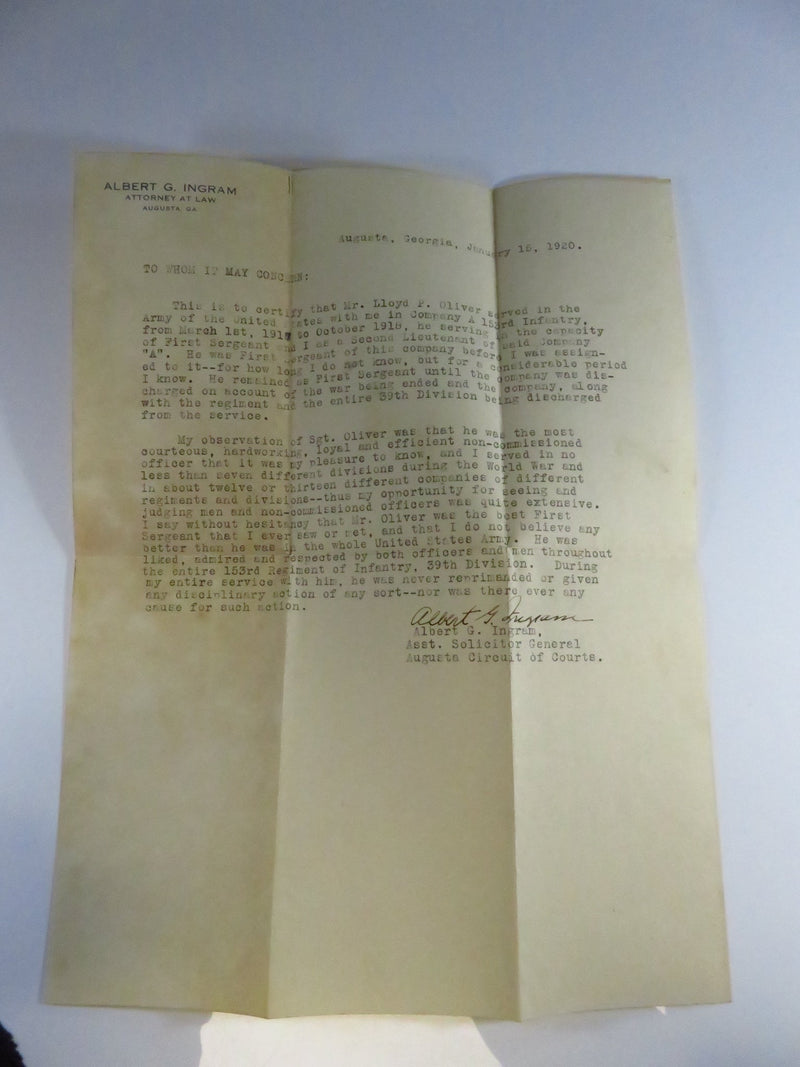 ALBERT G. INGRAM
ATTORNEY AT LAW
AUGUSTA, GA.
Augusta, Georgia, January 15, 1920.
TO WHOM IT MAY CONCERN:
This is to certify that Mr. Lloyd P. Oliver served in the
Army of the United States with me in Company A 153rd Infantry,
from March 1st, to October 1918, he serving in the capacity
of First Sergeant and I as a Second Lieutenant of said Company
"A". He was First Sergeant of this company before I was assign-
ed to it--for how long I do not know, but for a considerable period
I know. He remained as First Sergeant until the company was dis-
charged on account of the war being ended and the company, along
with the regiment and the entire 39th Division being discharged
from the service.
My observation of Sgt. Oliver was that he was the most
courteous, hardworking, loyal and efficient non-commissioned
officer that it was my pleasure to know, and I served in no
less than seven different divisions during the World War and
in about twelve or thirteen different companies of different
regiments and divisions--thus my opportunity for seeing and
judging men and non-commissioned officers was quite extensive.
I say without hesitancy that Mr. Oliver was the best First
Sergeant that I ever saw or met, and that I do not believe any
better than he was in the whole United States Army. He was
liked, admired and respected by both officers and men throughout
the entire 153rd Regiment of Infantry, 39th Division. During
my entire service with him, he was never reprimanded or given
any disciplinary action of any sort--nor was there ever any
cause for such action.
Albert G. Ingram
Albert G. Ingram,
Asst. Solicitor General
Augusta Circuit of Courts.